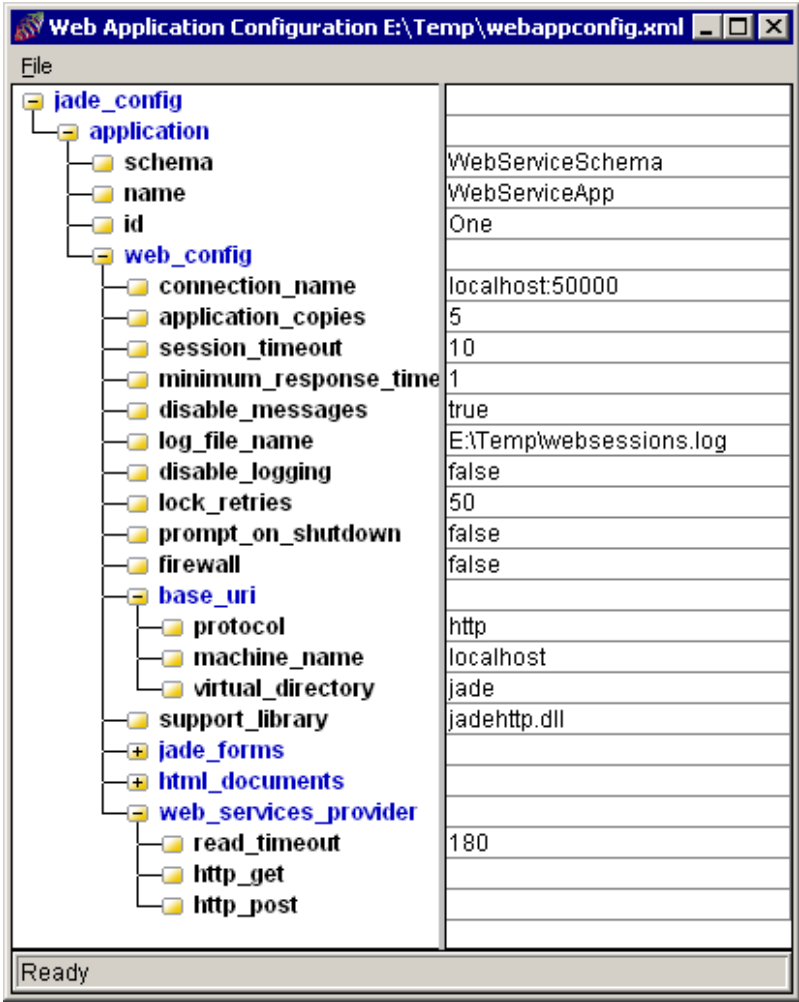 Web Application Configuration E:\Temp\webappconfig.xml
File
jade_config
application
schema WebServiceSchema
name WebServiceApp
id One
web_config
connection_name localhost:50000
application_copies 5
session_timeout 10
minimum_response_time 1
disable_messages true
log_file_name E:\Temp\websessions.log
disable_logging false
lock_retries 50
prompt_on_shutdown false
firewall false
base_uri
protocol http
machine_name localhost
virtual_directory jade
support_library jadehttp.dll
jade_forms
html_documents
web_services_provider
read_timeout 180
http_get
http_post
Ready